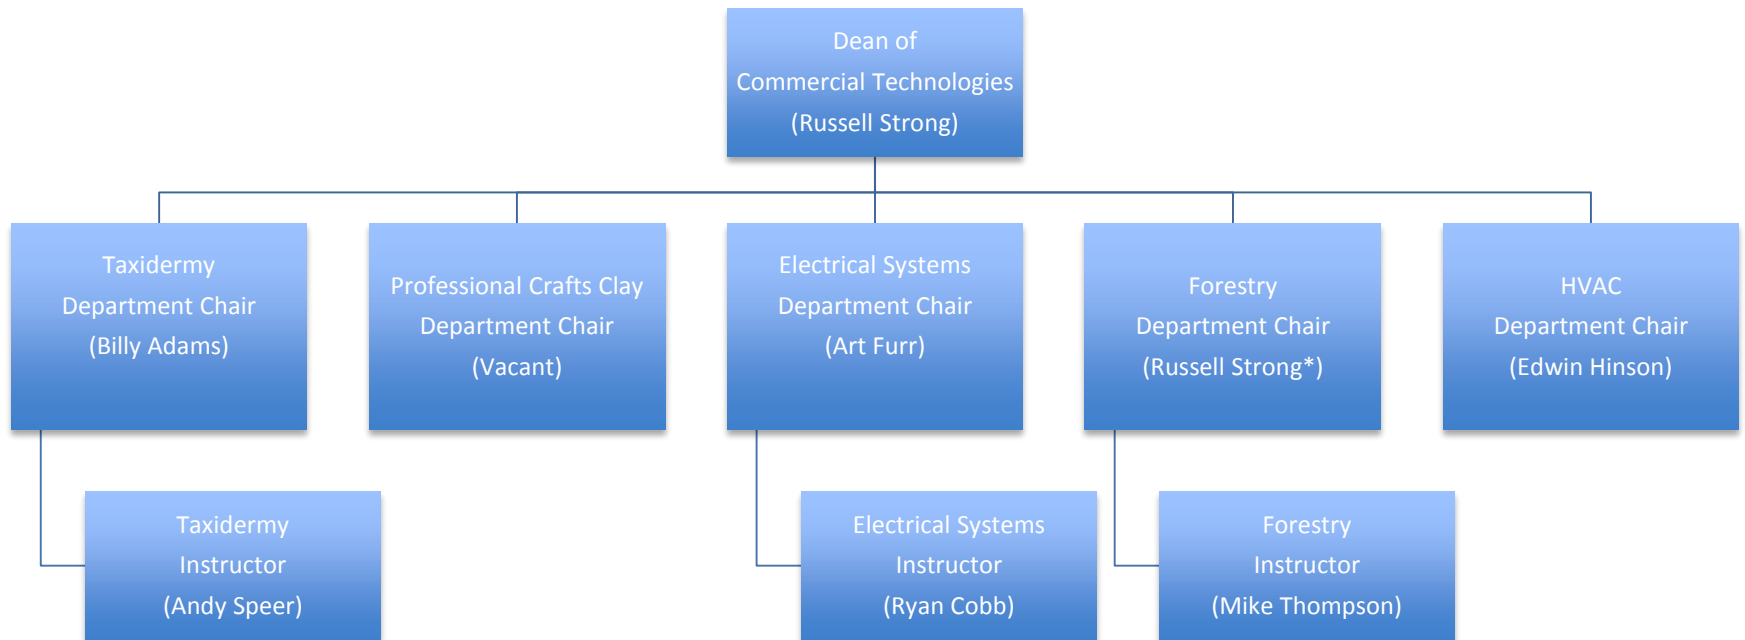 Dean of
Commercial Technologies
(Russell Strong)
Taxidermy
Department Chair
(Billy Adams)
Professional Crafts Clay
Department Chair
(Vacant)
Electrical Systems
Department Chair
(Art Furr)
Forestry
Department Chair
(Russell Strong*)
HVAC
Department Chair
(Edwin Hinson)
Taxidermy
Instructor
(Andy Speer)
Electrical Systems
Instructor
(Ryan Cobb)
Forestry
Instructor
(Mike Thompson)